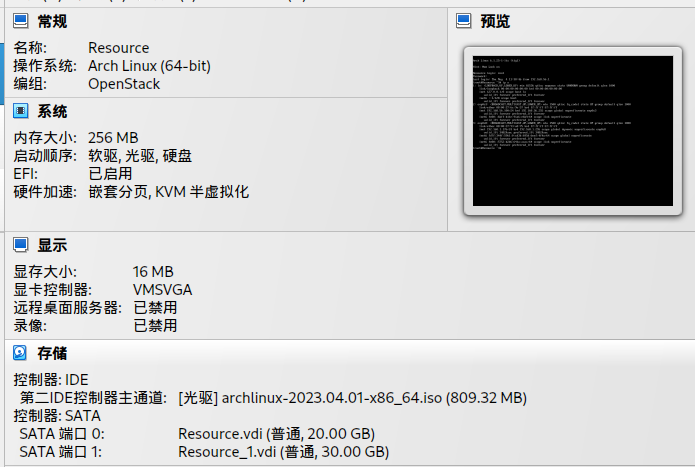 常规
名称: Resource
操作系统: Arch Linux (64-bit)
编组: OpenStack
预览
系统
内存大小: 256 MB
启动顺序: 软驱, 光驱, 硬盘
EFI: 已启用
硬件加速: 嵌套分页, KVM 半虚拟化
显示
显存大小: 16 MB
显卡控制器: VMSVGA
远程桌面服务器: 已禁用
录像: 已禁用
存储
控制器: IDE
第二IDE控制器主通道: [光驱] archlinux-2023.04.01-x86_64.iso (809.32 MB)
控制器: SATA
SATA 端口 0: Resource.vdi (普通, 20.00 GB)
SATA 端口 1: Resource_1.vdi (普通, 30.00 GB)